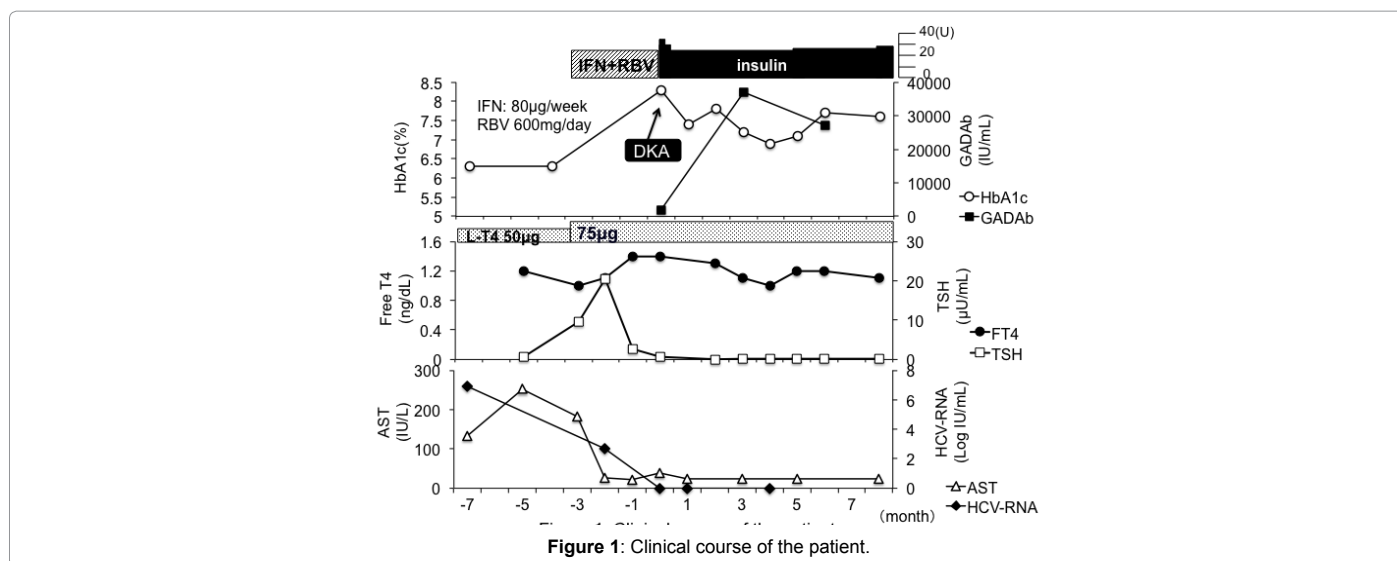 40(U)
20
0
IFN+RBV
insulin
8.5
8
7.5
7
6.5
6
5.5
5
HbA1c(%)
IFN: 80µg/week
RBV 600mg/day
DKA
40000
30000
20000
10000
0
GADAb
(IU/mL)
HbA1c
GADAb
L-T4 50µg
75µg
1.6
1.2
0.8
0.4
0
Free T4
(ng/dL)
30
20
10
0
TSH
(µU/mL)
FT4
TSH
300
200
100
0
AST
(IU/L)
8
6
4
2
0
HCV-RNA
(Log IU/mL)
AST
HCV-RNA
-7 -5 -3 -1 1 3 5 7 (month)
Figure 1: Clinical course of the patient.